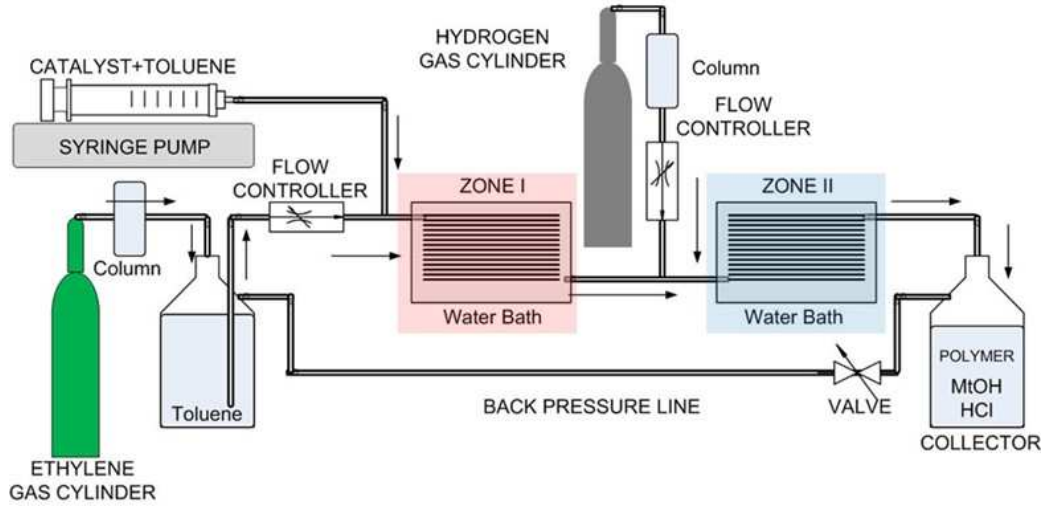 HYDROGEN
GAS CYLINDER
CATALYST+TOLUENE
Column
SYRINGE PUMP
FLOW
CONTROLLER
FLOW
CONTROLLER
ZONE I
ZONE II
Column
Water Bath
Water Bath
Toluene
BACK PRESSURE LINE
VALVE
POLYMER
MtOH
HCl
COLLECTOR
ETHYLENE
GAS CYLINDER